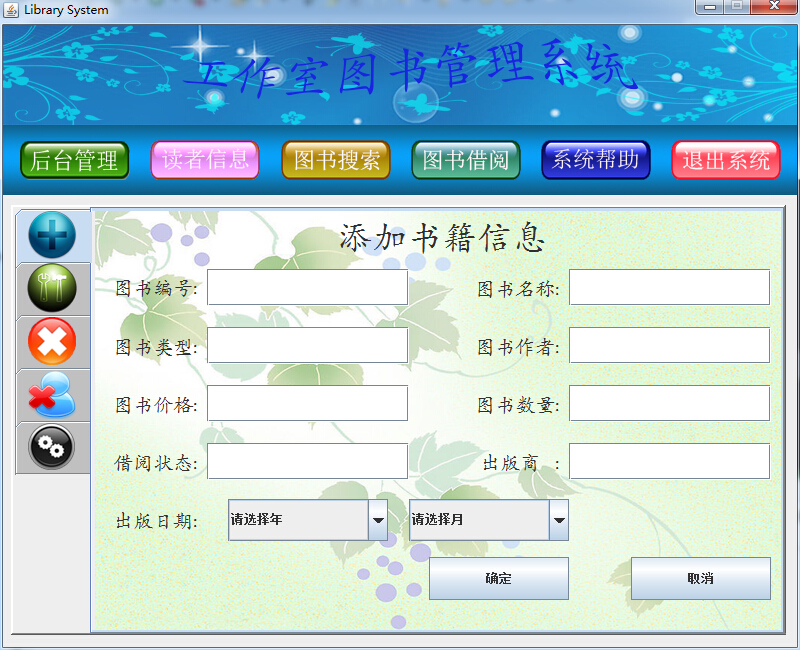 Library System
工作室图书管理系统
后台管理 读者信息 图书搜索 图书借阅 系统帮助 退出系统
添加书籍信息
图书编号: 图书名称:
图书类型: 图书作者:
图书价格: 图书数量:
借阅状态: 出版商 :
出版日期: 请选择年 请选择月
确定 取消